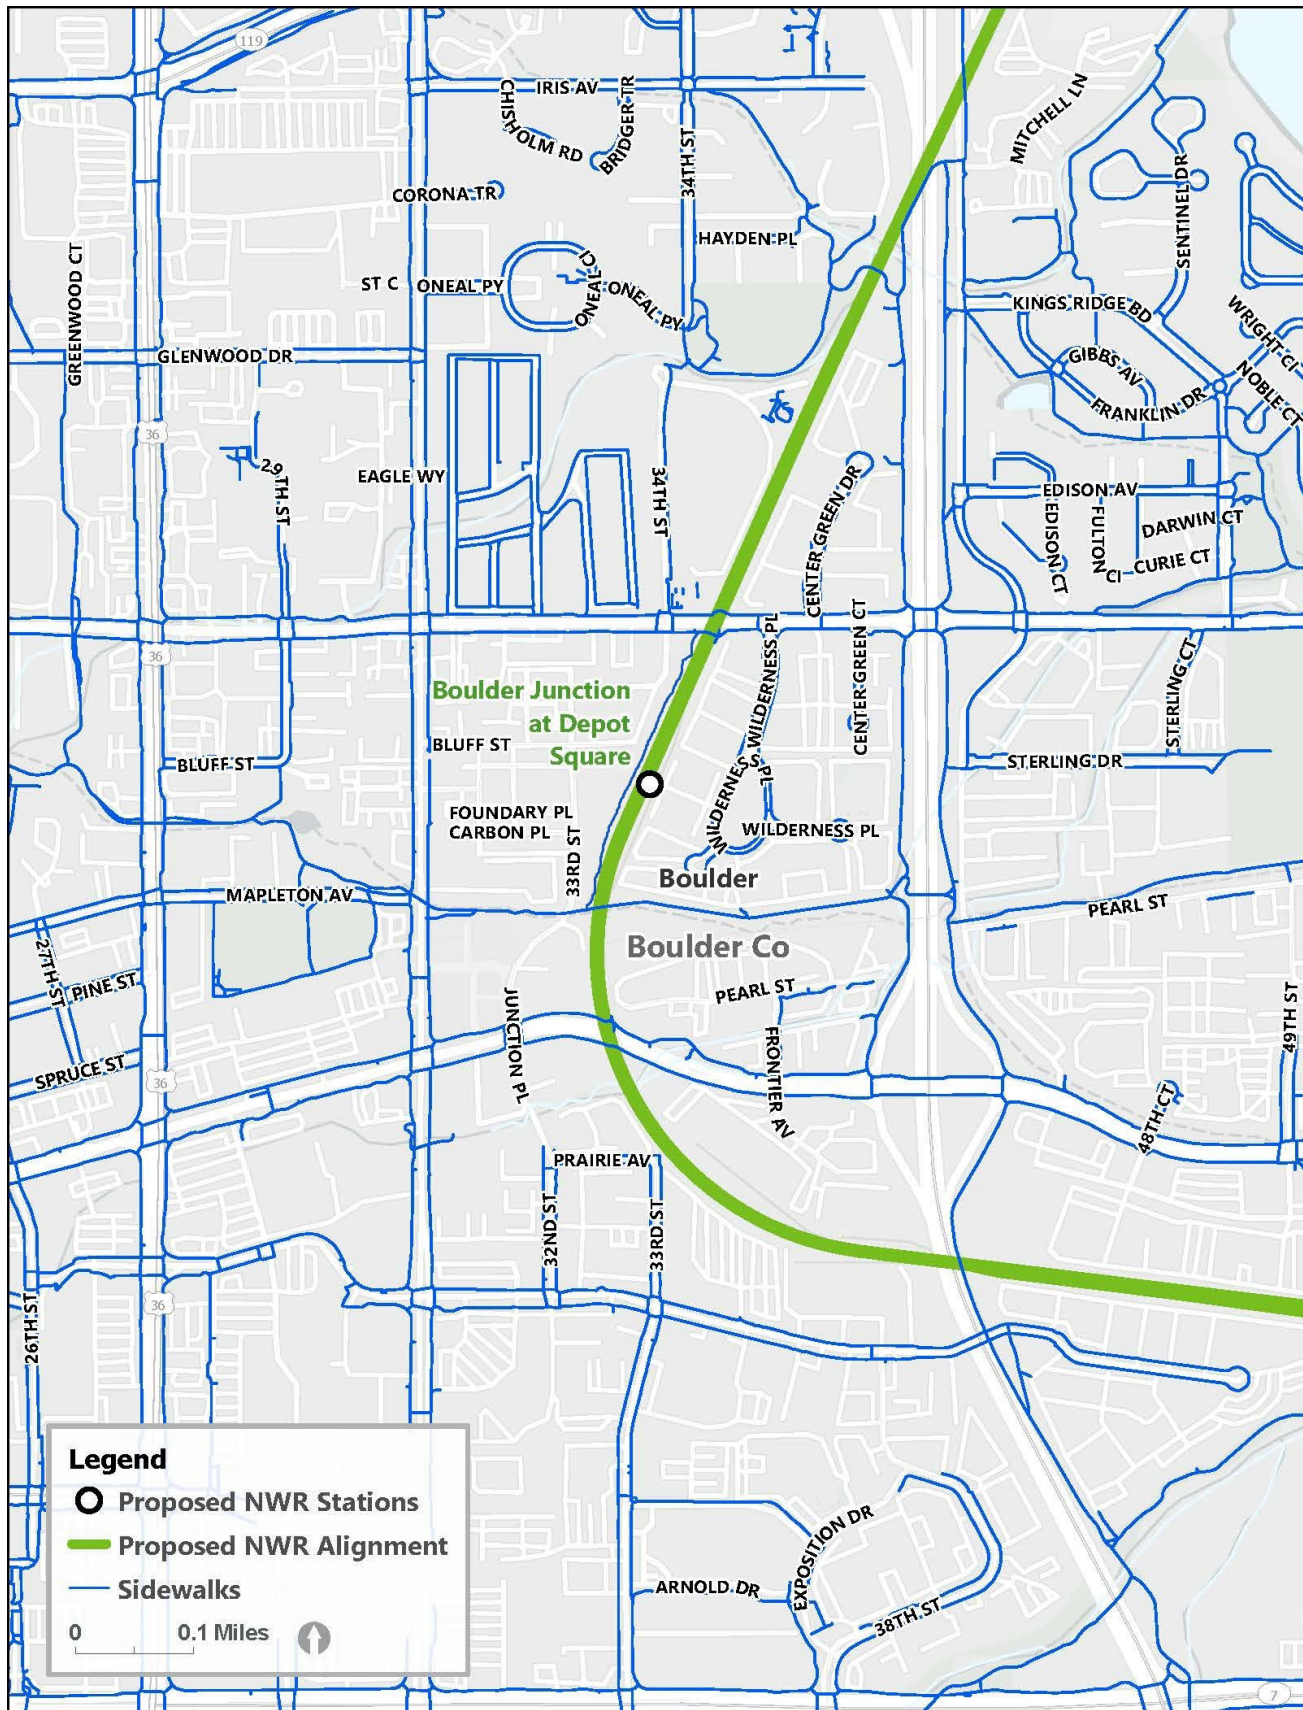 119
IRIS AV
CHISHOLM RD
BRIDGER TR
34TH ST
MITCHELL LN
CORONA TR
SENTINEL DR
HAYDEN PL
GREENWOOD CT
ST C
ONEAL PY
ONEAL CI
ONEAL PY
KINGS RIDGE BD
WRIGHT CI
GLENWOOD DR
GIBBS AV
NOBLE CT
FRANKLIN DR
36
29TH ST
EAGLE WY
34TH ST
CENTER GREEN DR
EDISON AV
EDISON CT
FULTON CI
DARWIN CT
CURIE CT
36
WILDERNESS PL
CENTER GREEN CT
STERLING CT
Boulder Junction
at Depot
Square
BLUFF ST
BLUFF ST
STERLING DR
WILDERNESS PL
FOUNDARY PL
CARBON PL
33RD ST
WILDERNESS PL
Boulder
MAPLETON AV
PEARL ST
Boulder Co
27TH ST
PINE ST
JUNCTION PL
PEARL ST
FRONTIER AV
49TH ST
SPRUCE ST
36
48TH CT
PRAIRIE AV
32ND ST
33RD ST
26TH ST
36
Legend
Proposed NWR Stations
Proposed NWR Alignment
Sidewalks
0 0.1 Miles
EXPOSITION DR
ARNOLD DR
38TH ST
7